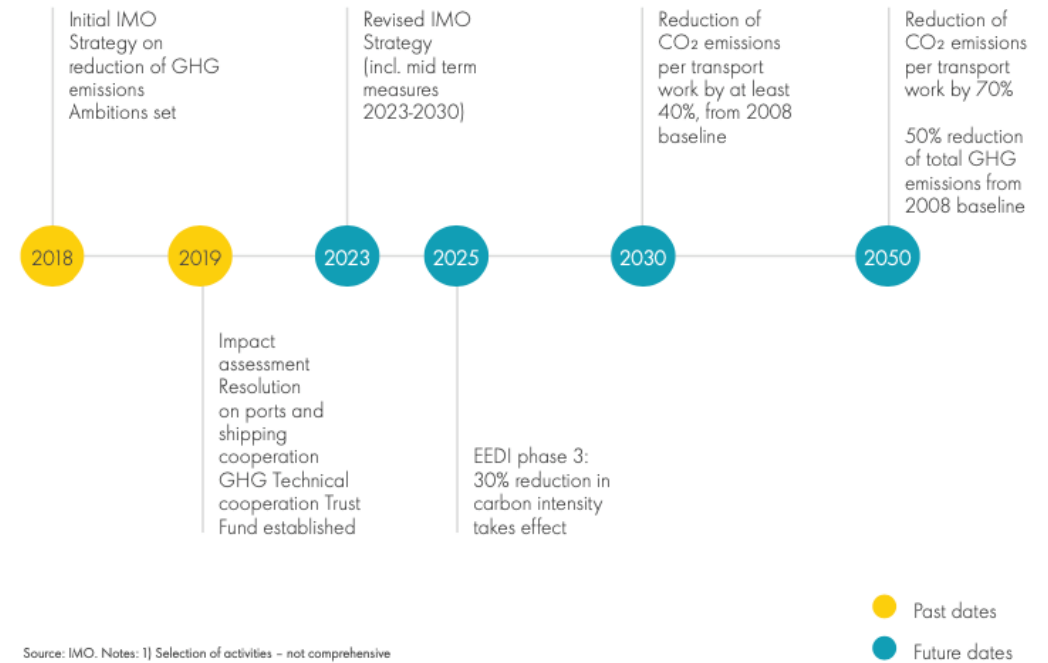 Initial IMO
Strategy on
reduction of GHG
emissions
Ambitions set
Revised IMO
Strategy
(incl. mid term
measures
2023-2030)
Reduction of
CO₂ emissions
per transport
work by at least
40%, from 2008
baseline
Reduction of
CO₂ emissions
per transport
work by 70%
50% reduction
of total GHG
emissions from
2008 baseline
2018
2019
2023
2025
2030
2050
Impact
assessment
Resolution
on ports and
shipping
cooperation
GHG Technical
cooperation Trust
Fund established
EEDI phase 3:
30% reduction in
carbon intensity
takes effect
Past dates
Future dates
Source: IMO. Notes: 1) Selection of activities – not comprehensive